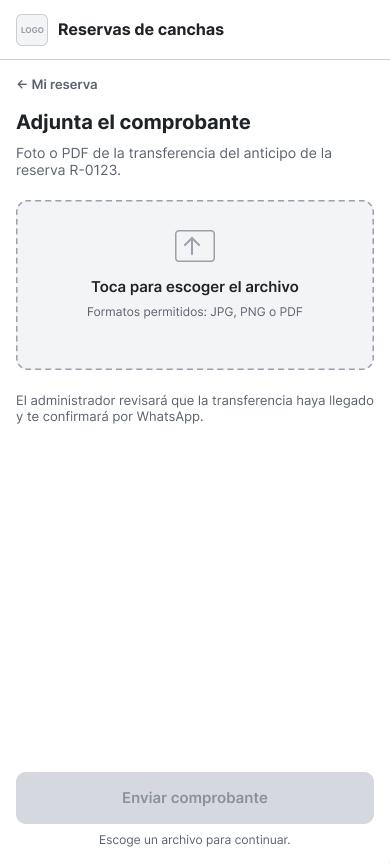 LOGO
Reservas de canchas
← Mi reserva
Adjunta el comprobante
Foto o PDF de la transferencia del anticipo de la
reserva R-0123.
Toca para escoger el archivo
Formatos permitidos: JPG, PNG o PDF
El administrador revisará que la transferencia haya llegado
y te confirmará por WhatsApp.
Enviar comprobante
Escoge un archivo para continuar.